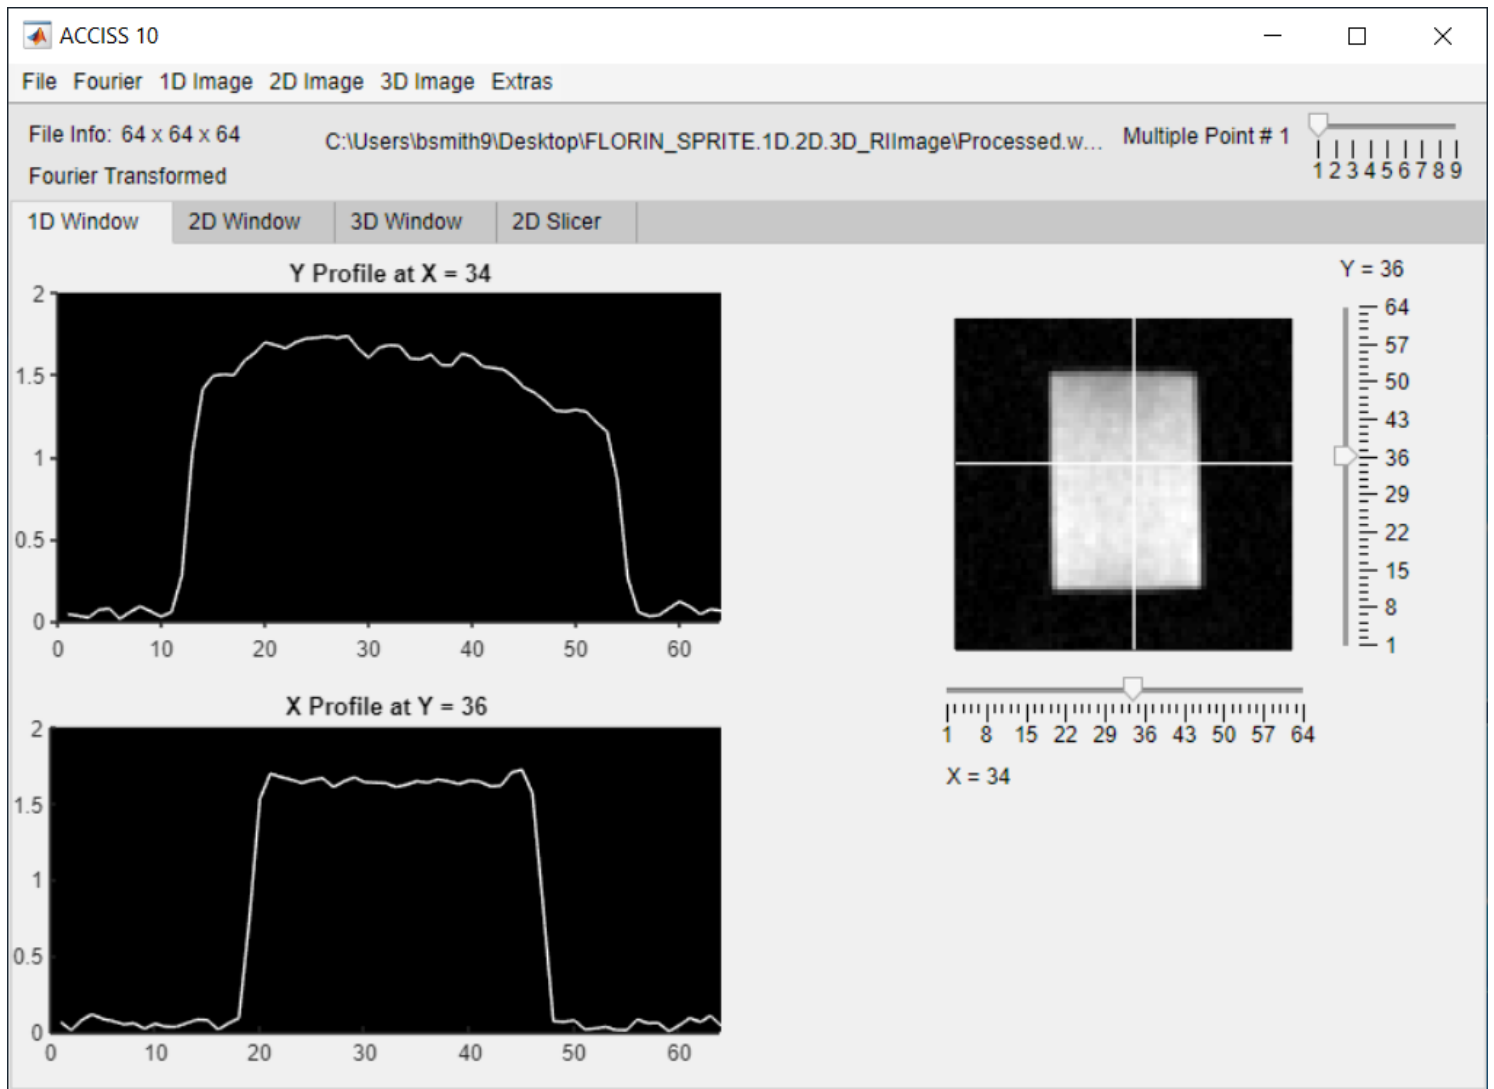 ACCISS 10
File Fourier 1D Image 2D Image 3D Image Extras
File Info: 64 x 64 x 64
C:\Users\bsmith9\Desktop\FLORIN_SPRITE.1D.2D.3D_RIImage\Processed.w...
Multiple Point # 1
1 2 3 4 5 6 7 8 9
Fourier Transformed
1D Window 2D Window 3D Window 2D Slicer
Y Profile at X = 34
2
1.5
1
0.5
0
0 10 20 30 40 50 60
X Profile at Y = 36
2
1.5
1
0.5
0
0 10 20 30 40 50 60
Y = 36
64
57
50
43
36
29
22
15
8
1
1 8 15 22 29 36 43 50 57 64
X = 34